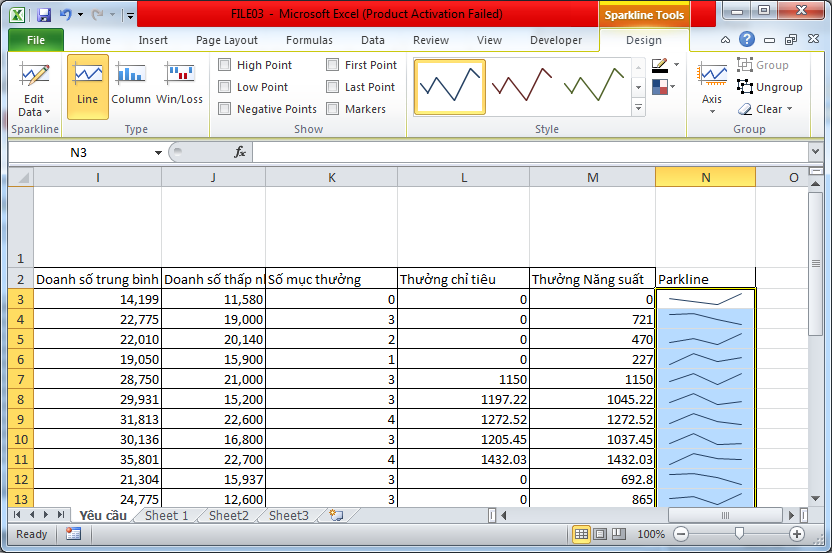 FILE03 - Microsoft Excel (Product Activation Failed)
Sparkline Tools
File Home Insert Page Layout Formulas Data Review View Developer Design
Edit Data
Line
Column
Win/Loss
High Point
Low Point
Negative Points
First Point
Last Point
Markers
Axis
Group
Ungroup
Clear
Sparkline Type Show Style Group
N3 fx
I J K L M N O
1
2 Doanh số trung bình Doanh số thấp nh Số mục thưởng Thưởng chỉ tiêu Thưởng Năng suất Parkline
3 14,199 11,580 0 0 0
4 22,775 19,000 3 0 721
5 22,010 20,140 2 0 470
6 19,050 15,900 1 0 227
7 28,750 21,000 3 1150 1150
8 29,931 15,200 3 1197.22 1045.22
9 31,813 22,600 4 1272.52 1272.52
10 30,136 16,800 3 1205.45 1037.45
11 35,801 22,700 4 1432.03 1432.03
12 21,304 15,937 3 0 692.8
13 24,775 12,600 3 0 865
Yêu cầu Sheet 1 Sheet2 Sheet3
Ready 100%